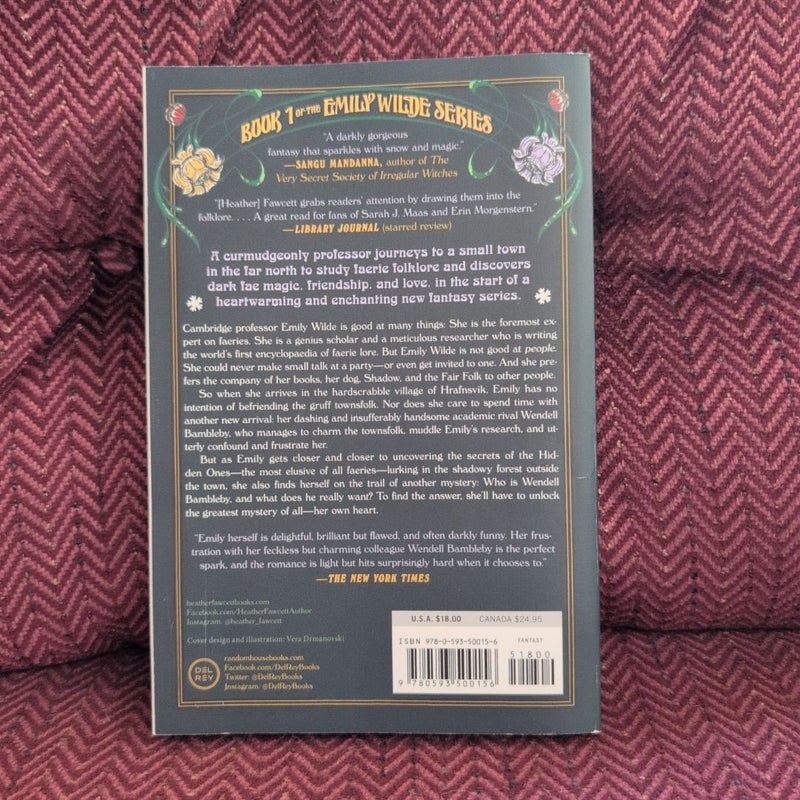 BOOK 1 OF THE EMILY WILDE SERIES
"A darkly gorgeous
fantasy that sparkles with snow and magic."
—SANGU MANDANNA, author of The
Very Secret Society of Irregular Witches
"[Heather] Fawcett grabs readers' attention by drawing them into the
folklore. . . . A great read for fans of Sarah J. Maas and Erin Morgenstern."
—LIBRARY JOURNAL (starred review)
A curmudgeonly professor journeys to a small town
in the far north to study faerie folklore and discovers
dark fae magic, friendship, and love, in the start of a
heartwarming and enchanting new fantasy series.
Cambridge professor Emily Wilde is good at many things: She is the foremost ex-
pert on faeries. She is a genius scholar and a meticulous researcher who is writing
the world's first encyclopaedia of faerie lore. But Emily Wilde is not good at people.
She could never make small talk at a party—or even get invited to one. And she pre-
fers the company of her books, her dog, Shadow, and the Fair Folk to other people.
So when she arrives in the hardscrabble village of Hrafnsvik, Emily has no
intention of befriending the gruff townsfolk. Nor does she care to spend time with
another new arrival: her dashing and insufferably handsome academic rival Wendell
Bambleby, who manages to charm the townsfolk, muddle Emily's research, and ut-
terly confound and frustrate her.
But as Emily gets closer and closer to uncovering the secrets of the Hid-
den Ones—the most elusive of all faeries—lurking in the shadowy forest outside
the town, she also finds herself on the trail of another mystery: Who is Wendell
Bambleby, and what does he really want? To find the answer, she'll have to unlock
the greatest mystery of all—her own heart.
"Emily herself is delightful, brilliant but flawed, and often darkly funny. Her frus-
tration with her feckless but charming colleague Wendell Bambleby is the perfect
spark, and the romance is light but hits surprisingly hard when it chooses to."
—THE NEW YORK TIMES
heatherfawcettbooks.com
Facebook.com/HeatherFawcettAuthor
Instagram: @heather_fawcett
Cover design and illustration: Vera Drmanovski
DEL
REY
randomhousebooks.com
Facebook.com/DelReyBooks
Twitter: @DelReyBooks
Instagram: @DelReyBooks
U.S.A. $18.00 CANADA $24.95
ISBN 978-0-593-50015-6 FANTASY
51800
9 780593 500156